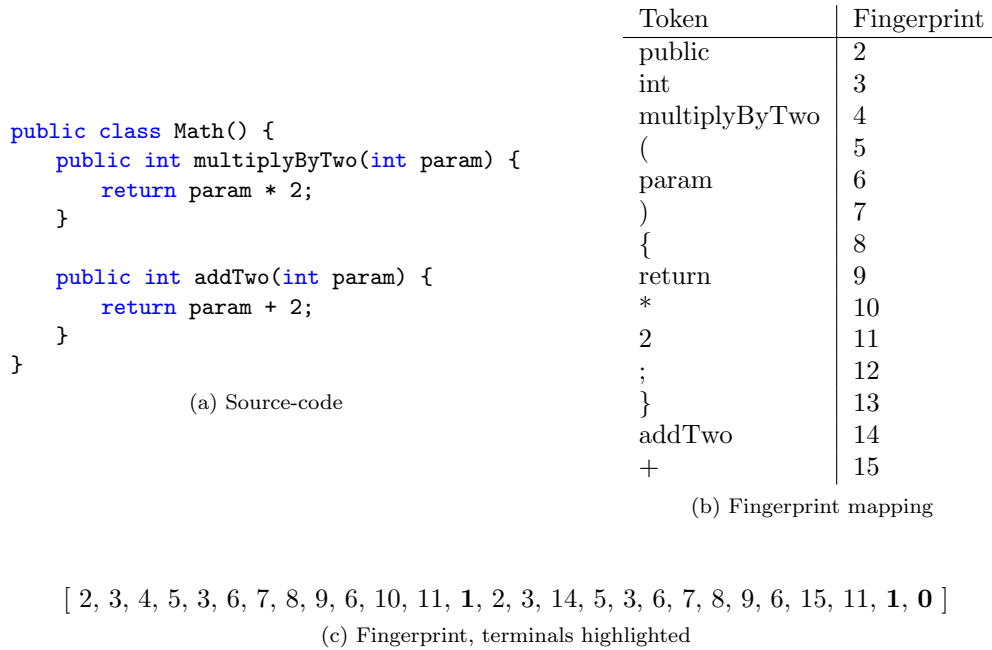 public class Math() {
public int multiplyByTwo(int param) {
return param * 2;
}
public int addTwo(int param) {
return param + 2;
}
}
(a) Source-code
Token Fingerprint
public 2
int 3
multiplyByTwo 4
( 5
param 6
) 7
{ 8
return 9
* 10
2 11
; 12
} 13
addTwo 14
+ 15
(b) Fingerprint mapping
[ 2, 3, 4, 5, 3, 6, 7, 8, 9, 6, 10, 11, 1, 2, 3, 14, 5, 3, 6, 7, 8, 9, 6, 15, 11, 1, 0 ]
(c) Fingerprint, terminals highlighted